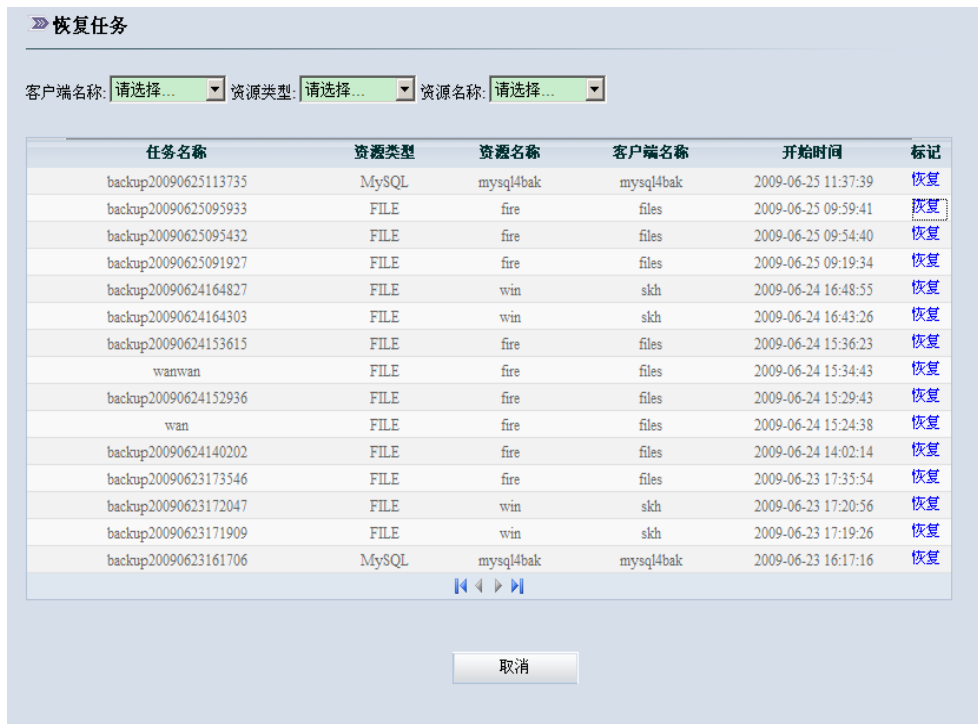 恢复任务
客户端名称: 请选择... 资源类型: 请选择... 资源名称: 请选择...
任务名称 资源类型 资源名称 客户端名称 开始时间 标记
backup20090625113735 MySQL mysql4bak mysql4bak 2009-06-25 11:37:39 恢复
backup20090625095933 FILE fire files 2009-06-25 09:59:41 恢复
backup20090625095432 FILE fire files 2009-06-25 09:54:40 恢复
backup20090625091927 FILE fire files 2009-06-25 09:19:34 恢复
backup20090624164827 FILE win skh 2009-06-24 16:48:55 恢复
backup20090624164303 FILE win skh 2009-06-24 16:43:26 恢复
backup20090624153615 FILE fire files 2009-06-24 15:36:23 恢复
wanwan FILE fire files 2009-06-24 15:34:43 恢复
backup20090624152936 FILE fire files 2009-06-24 15:29:43 恢复
wan FILE fire files 2009-06-24 15:24:38 恢复
backup20090624140202 FILE fire files 2009-06-24 14:02:14 恢复
backup20090623173546 FILE fire files 2009-06-23 17:35:54 恢复
backup20090623172047 FILE win skh 2009-06-23 17:20:56 恢复
backup20090623171909 FILE win skh 2009-06-23 17:19:26 恢复
backup20090623161706 MySQL mysql4bak mysql4bak 2009-06-23 16:17:16 恢复
取消